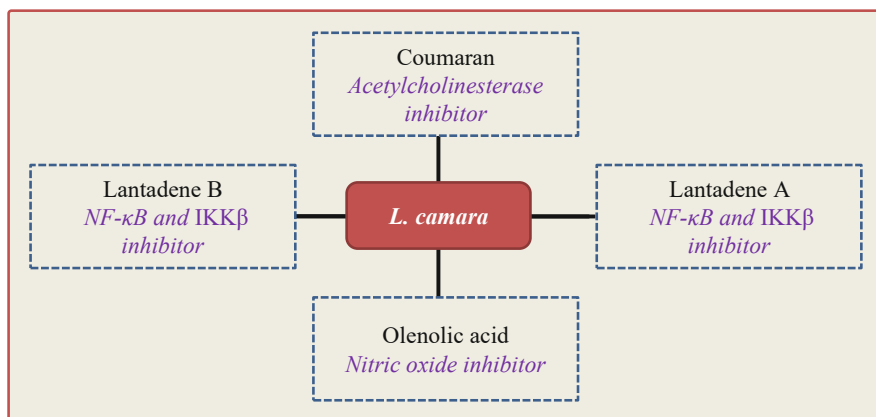 Coumaran
Acetylcholinesterase
inhibitor
Lantadene B
NF-κB and IKKβ
inhibitor
L. camara
Lantadene A
NF-κB and IKKβ
inhibitor
Olenolic acid
Nitric oxide inhibitor